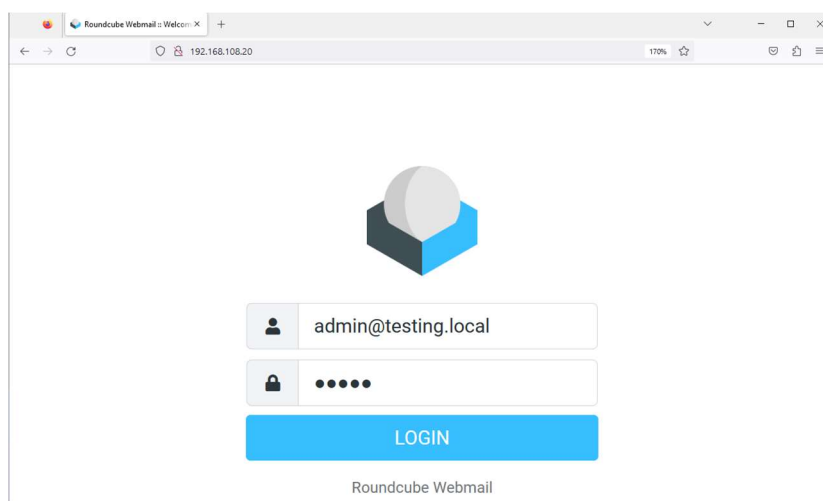 Roundcube Webmail :: Welcom
192.168.108.20
170%
admin@testing.local
●●●●●
LOGIN
Roundcube Webmail